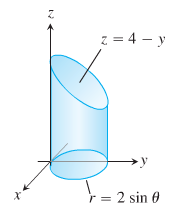 z
z = 4 − y
y
x
r = 2 sin θ